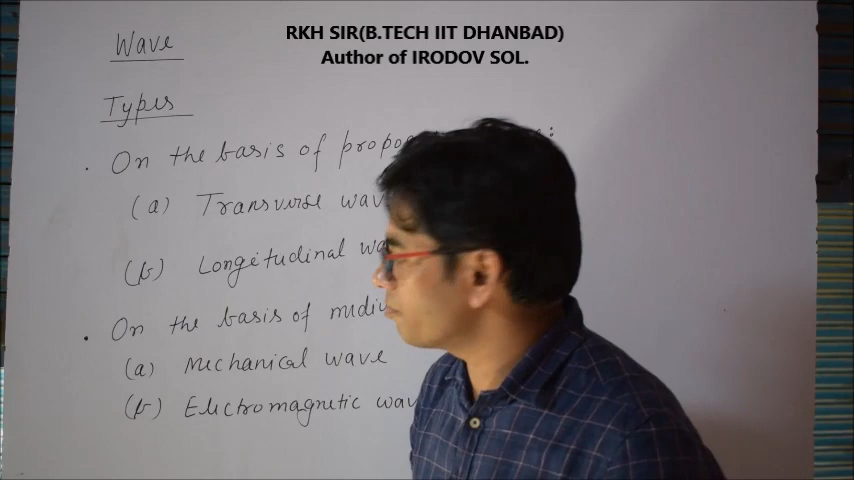 RKH SIR(B.TECH IIT DHANBAD)
Author of IRODOV SOL.
Wave
Types
. On the basis of
(a) Transverse
(b) Longitudinal
. On the basis of
(a) Mechanical wave
(b) Electromagnetic